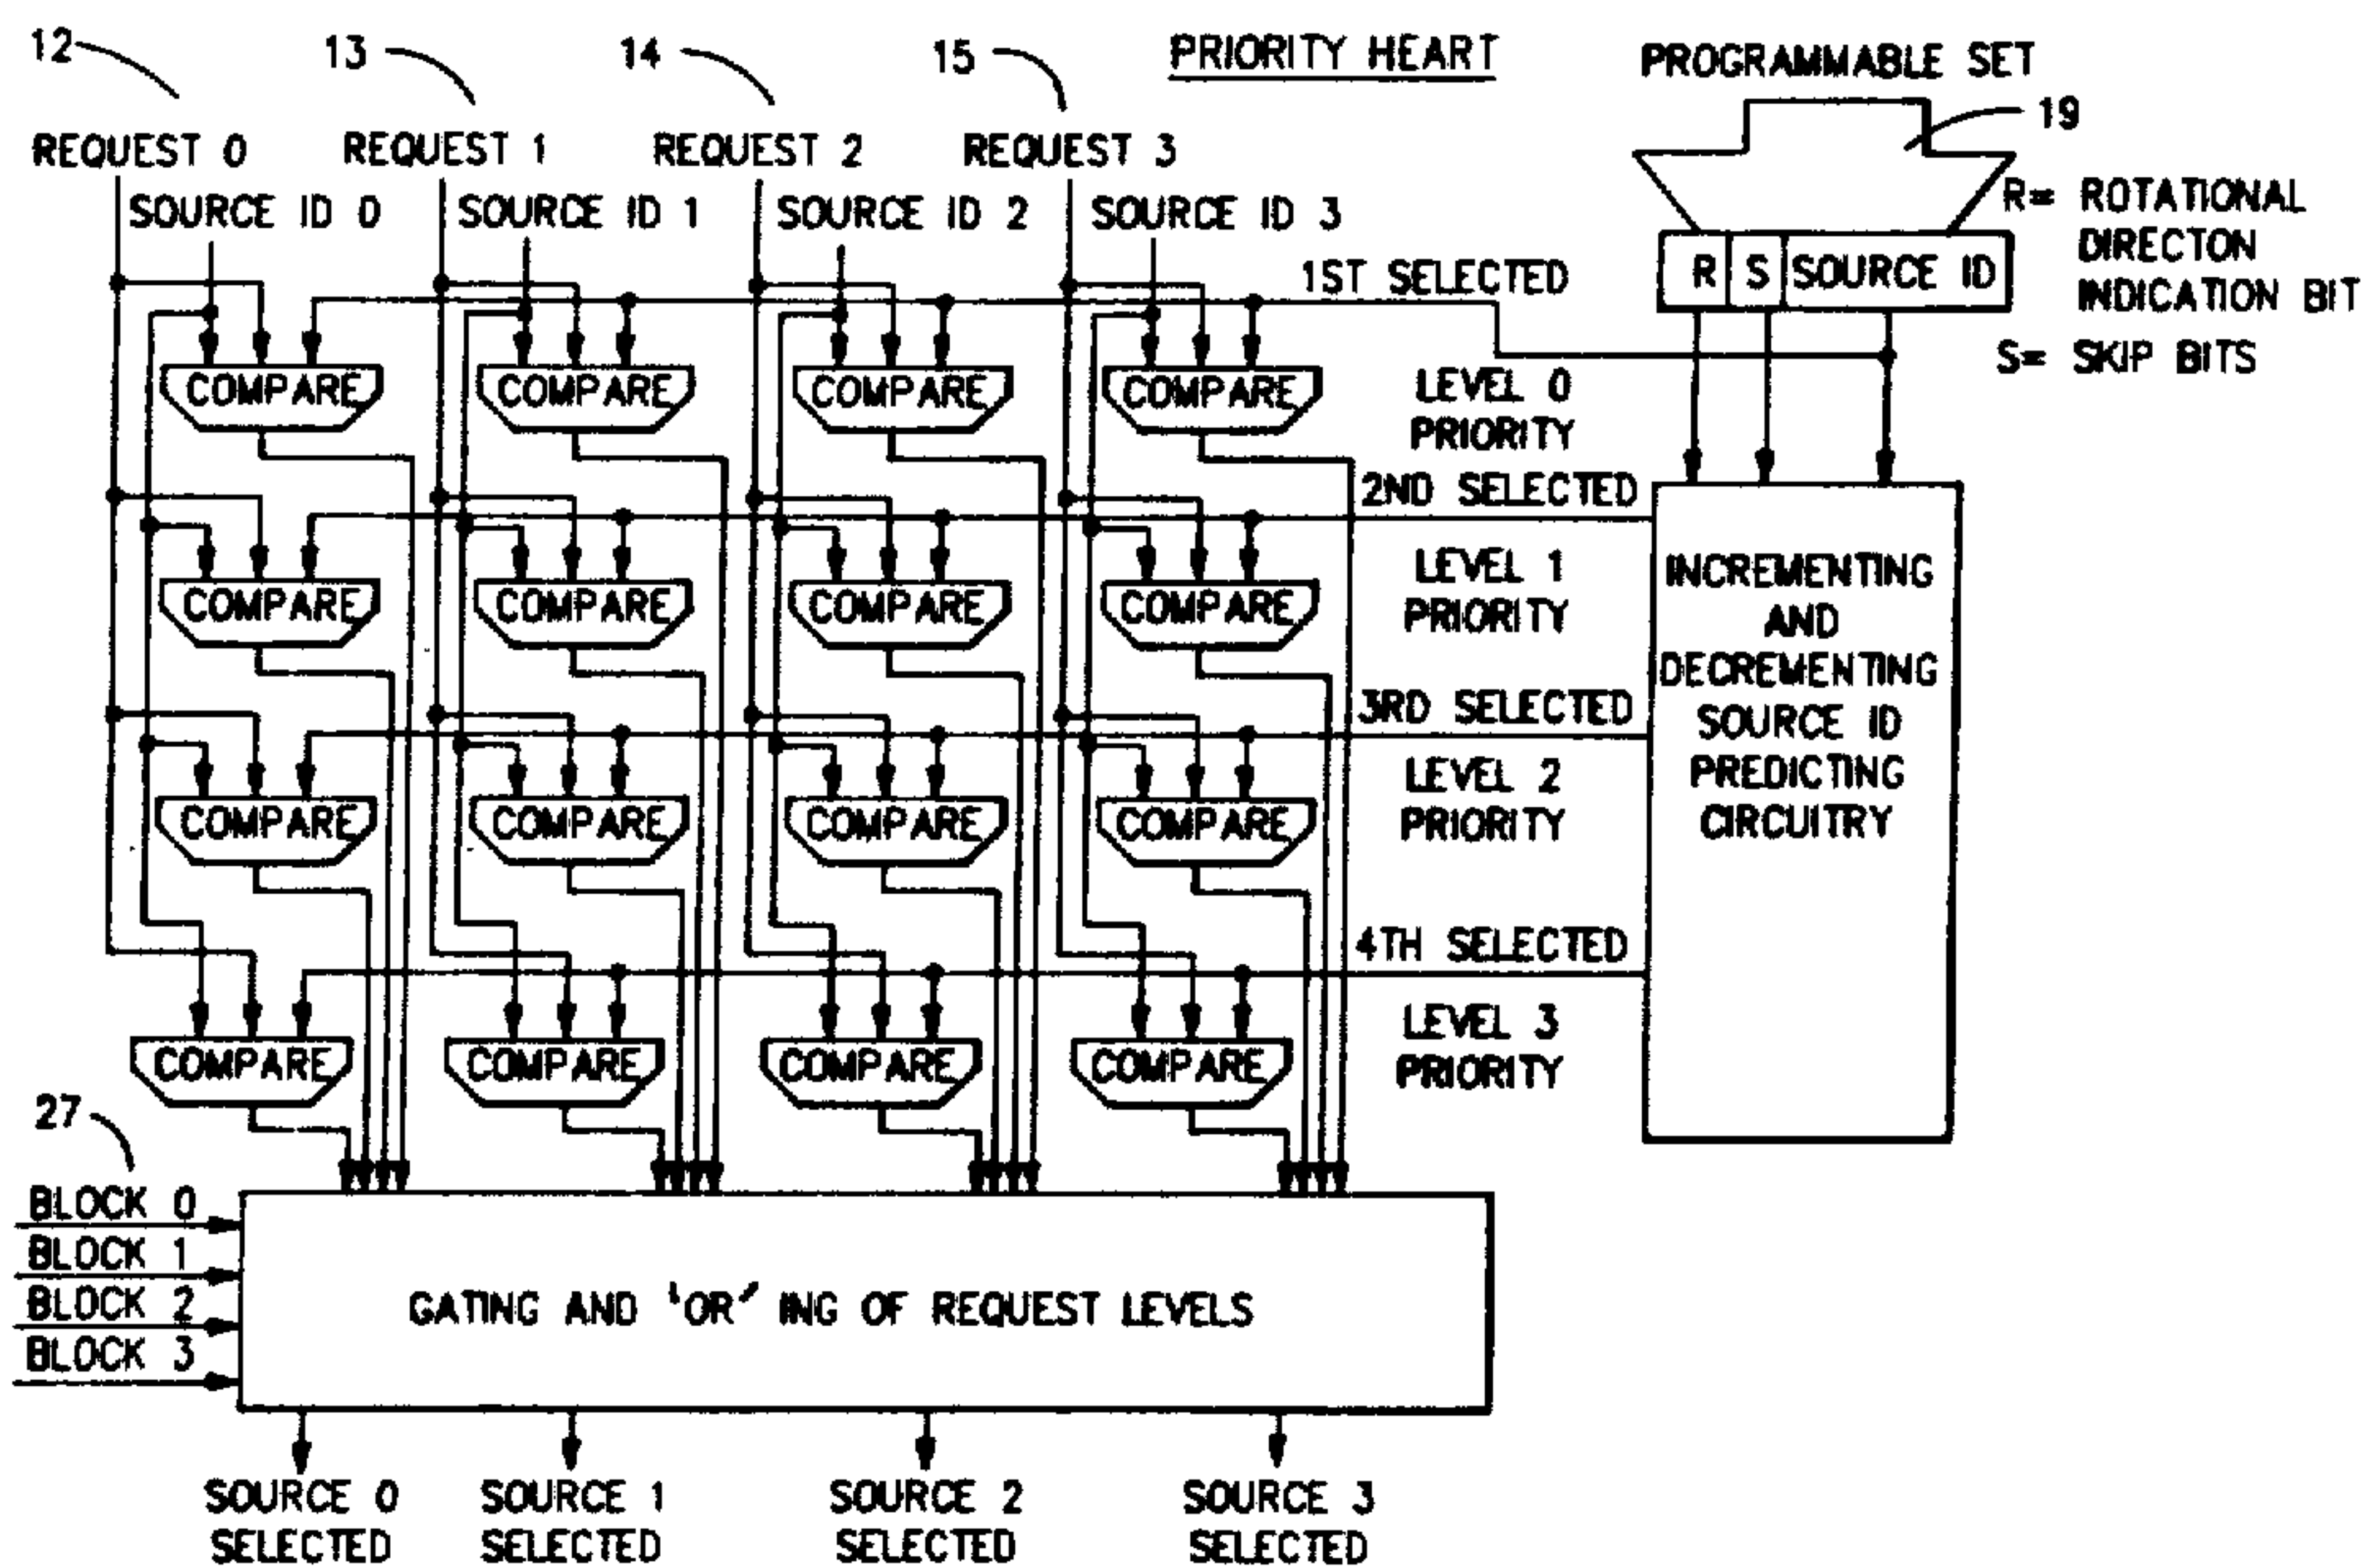 12
13
14
15
PRIORITY HEART
PROGRAMMABLE SET
19
REQUEST 0
REQUEST 1
REQUEST 2
REQUEST 3
SOURCE ID 0
SOURCE ID 1
SOURCE ID 2
SOURCE ID 3
R= ROTATIONAL
DIRECTON
INDICATION BIT
S= SKIP BITS
R S SOURCE ID
1ST SELECTED
COMPARE COMPARE COMPARE COMPARE
LEVEL 0
PRIORITY
2ND SELECTED
COMPARE COMPARE COMPARE COMPARE
LEVEL 1
PRIORITY
3RD SELECTED
COMPARE COMPARE COMPARE COMPARE
LEVEL 2
PRIORITY
4TH SELECTED
COMPARE COMPARE COMPARE COMPARE
LEVEL 3
PRIORITY
INCREMENTING
AND
DECREMENTING
SOURCE ID
PREDICTING
CIRCUITRY
27
BLOCK 0
BLOCK 1
BLOCK 2
BLOCK 3
GATING AND 'OR' ING OF REQUEST LEVELS
SOURCE 0
SELECTED
SOURCE 1
SELECTED
SOURCE 2
SELECTED
SOURCE 3
SELECTED